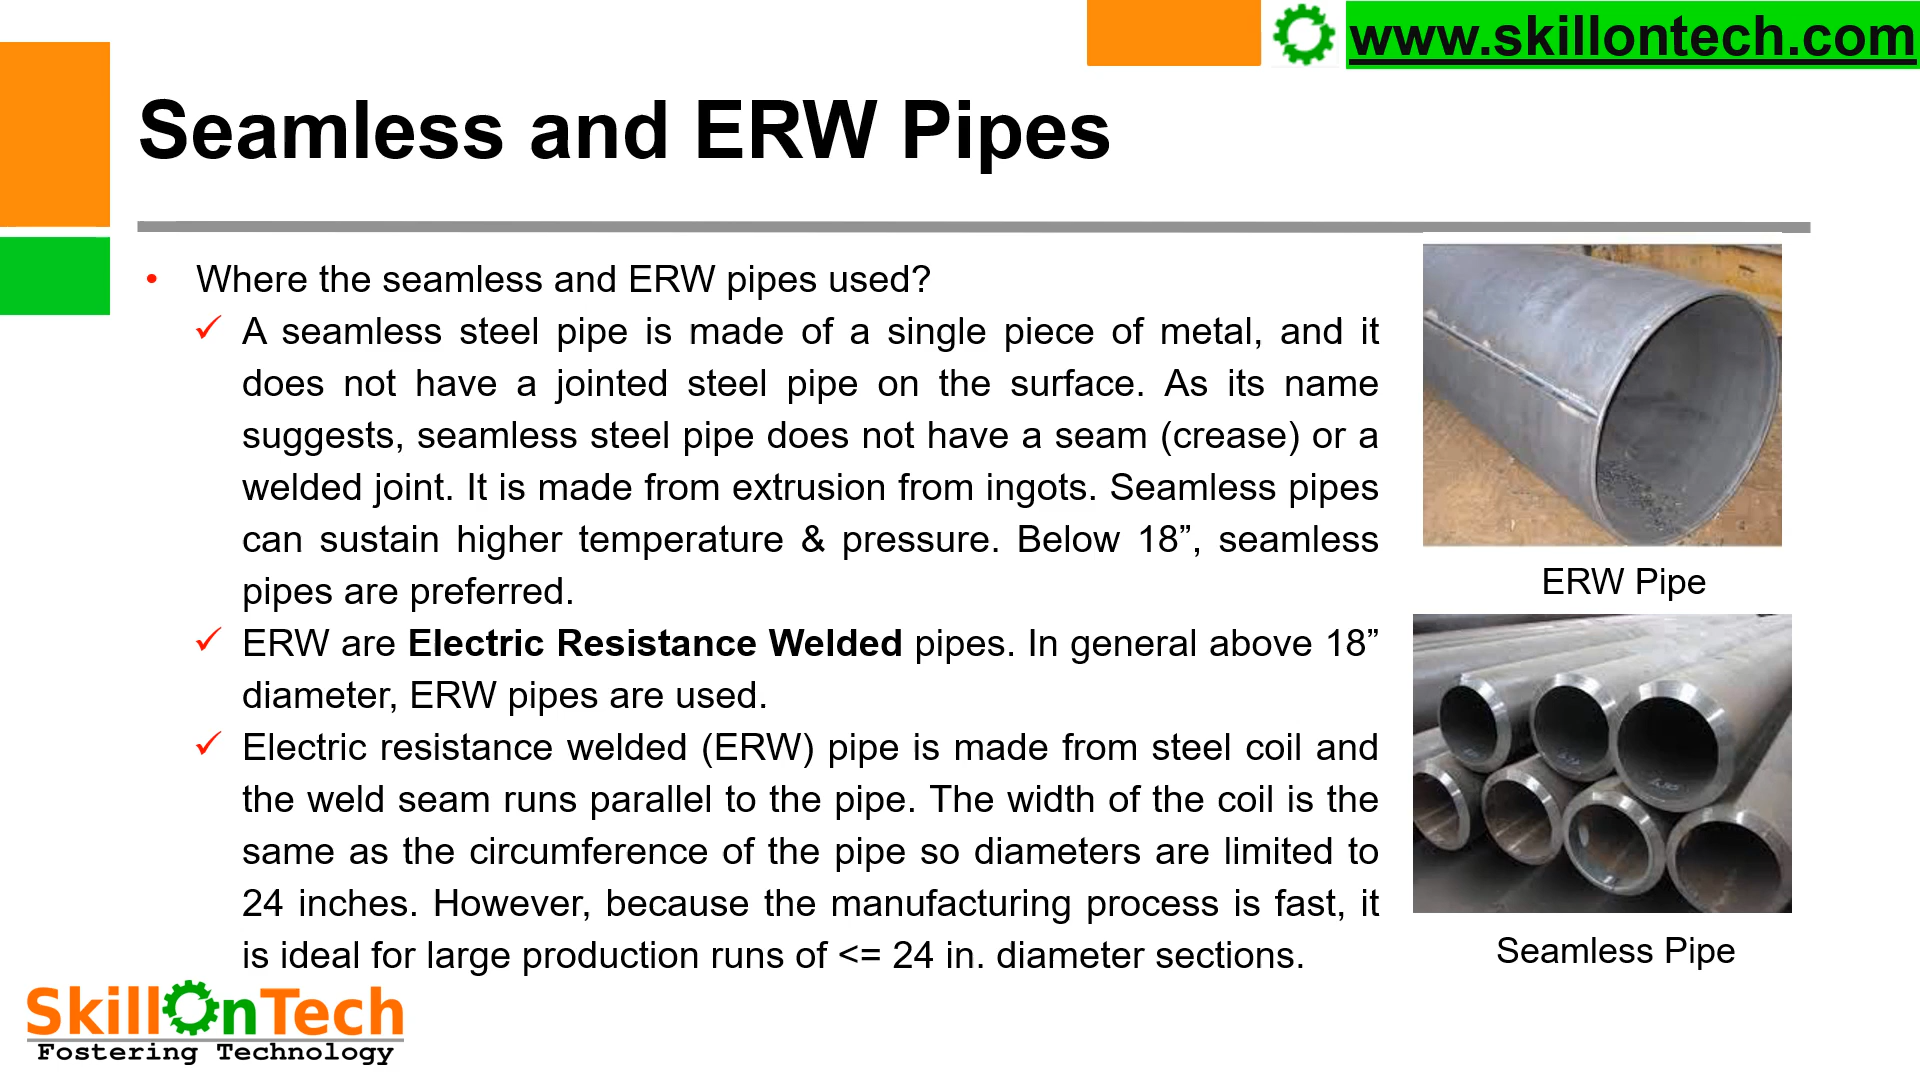 www.skillontech.com
Seamless and ERW Pipes
• Where the seamless and ERW pipes used?
✓ A seamless steel pipe is made of a single piece of metal, and it
does not have a jointed steel pipe on the surface. As its name
suggests, seamless steel pipe does not have a seam (crease) or a
welded joint. It is made from extrusion from ingots. Seamless pipes
can sustain higher temperature & pressure. Below 18”, seamless
pipes are preferred.
✓ ERW are Electric Resistance Welded pipes. In general above 18”
diameter, ERW pipes are used.
✓ Electric resistance welded (ERW) pipe is made from steel coil and
the weld seam runs parallel to the pipe. The width of the coil is the
same as the circumference of the pipe so diameters are limited to
24 inches. However, because the manufacturing process is fast, it
is ideal for large production runs of <= 24 in. diameter sections.
ERW Pipe
Seamless Pipe
SkillOnTech
Fostering Technology